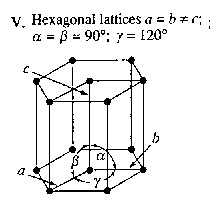 V. Hexagonal lattices a = b ≠ c;
α = β = 90°; γ = 120°
c
a
β
α
γ
b